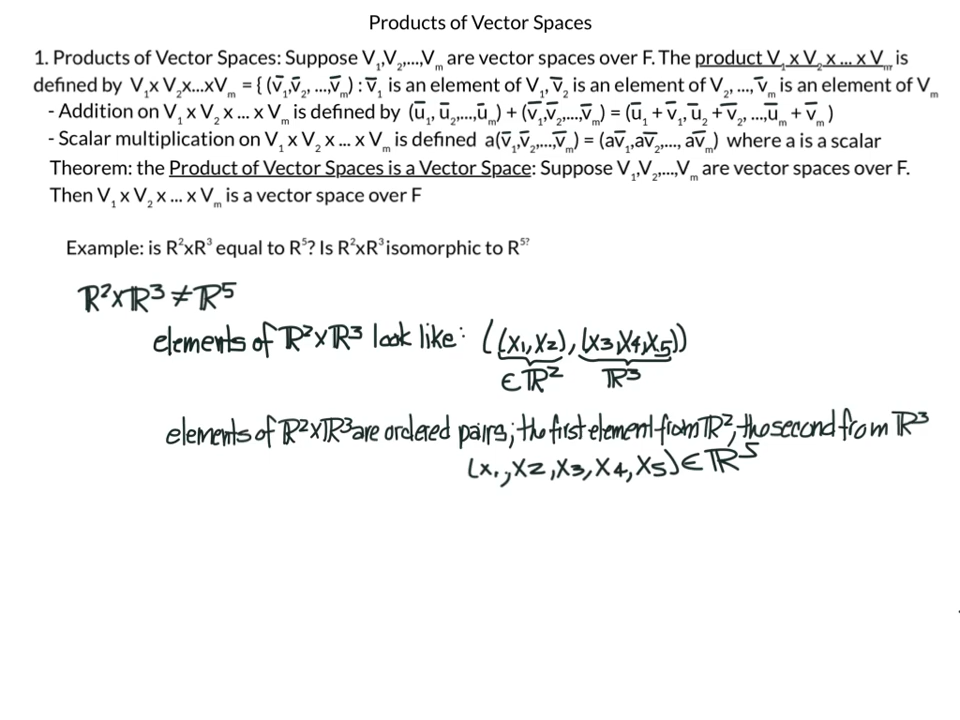 Products of Vector Spaces
1. Products of Vector Spaces: Suppose V₁,V₂,...,Vₘ are vector spaces over F. The product V₁ x V₂ x ... x Vₘ is
defined by V₁x V₂x...xVₘ = { (v̄₁,v̄₂, ...,v̄ₘ) : v̄₁ is an element of V₁, v̄₂ is an element of V₂, ..., v̄ₘ is an element of Vₘ
- Addition on V₁ x V₂ x ... x Vₘ is defined by (ū₁, ū₂,...,ūₘ) + (v̄₁,v̄₂,...,v̄ₘ) = (ū₁ + v̄₁, ū₂ +v̄₂, ...,ūₘ + v̄ₘ)
- Scalar multiplication on V₁ x V₂ x ... x Vₘ is defined a(v̄₁,v̄₂,...,v̄ₘ) = (av̄₁,av̄₂,..., av̄ₘ) where a is a scalar
Theorem: the Product of Vector Spaces is a Vector Space: Suppose V₁,V₂,...,Vₘ are vector spaces over F.
Then V₁ x V₂ x ... x Vₘ is a vector space over F
Example: is R²xR³ equal to R⁵? Is R²xR³ isomorphic to R⁵?
ℝ²xℝ³ ≠ ℝ⁵
elements of ℝ²xℝ³ look like: ((x₁,x₂), (x₃,x₄,x₅))
∈ℝ² ℝ³
elements of ℝ²xℝ³ are ordered pairs; the first element from ℝ², the second from ℝ³
(x₁,x₂,x₃,x₄,x₅) ∈ ℝ⁵